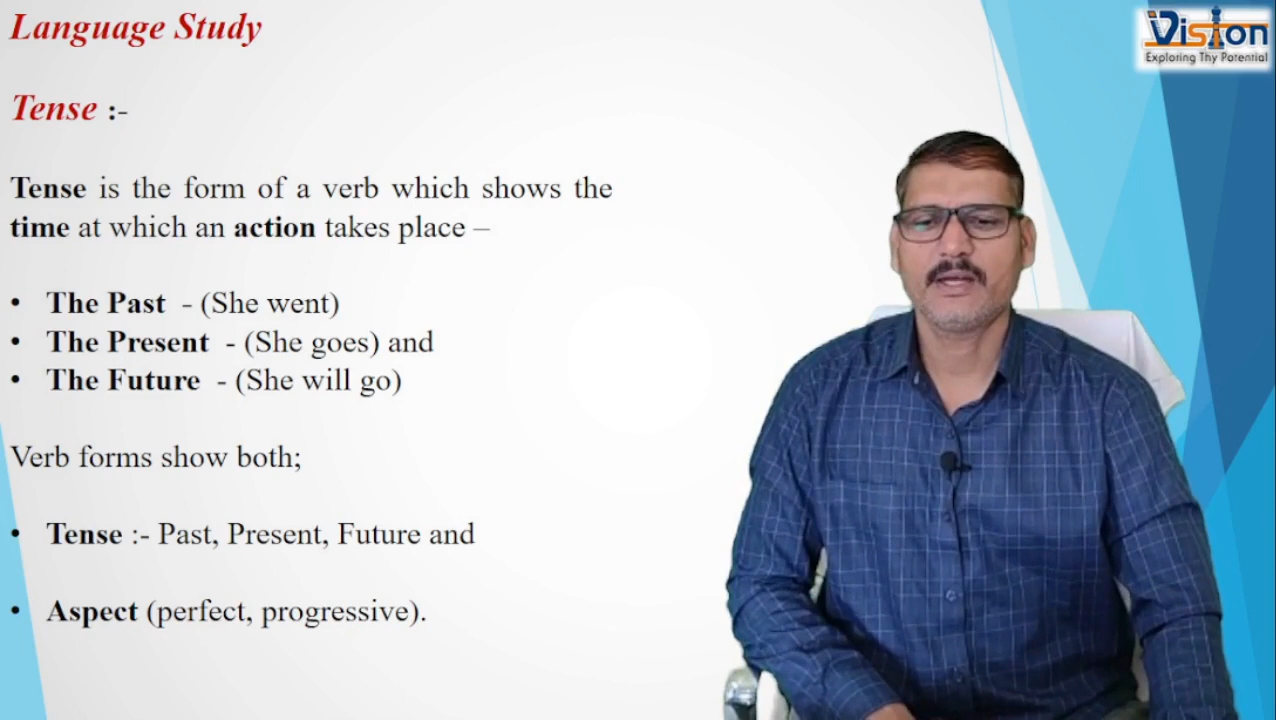 Language Study
Vision
Exploring Thy Potential
Tense :-
Tense is the form of a verb which shows the
time at which an action takes place –
• The Past - (She went)
• The Present - (She goes) and
• The Future - (She will go)
Verb forms show both;
• Tense :- Past, Present, Future and
• Aspect (perfect, progressive).